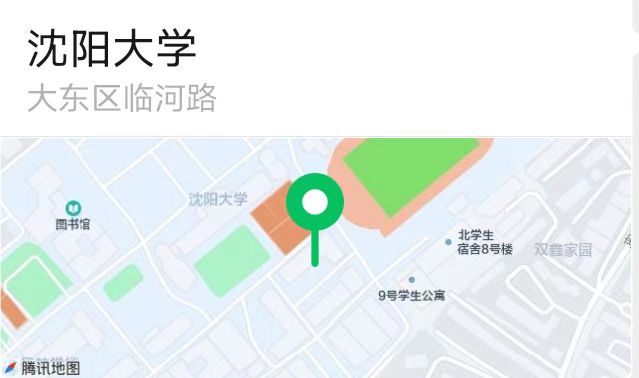 沈阳大学
大东区临河路
沈阳大学
图书馆
北学生
宿舍8号楼
双鑫家园
9号学生公寓
腾讯地图